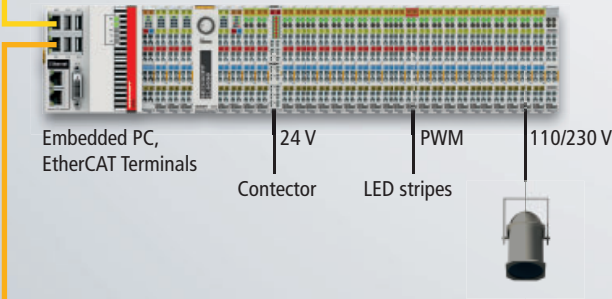 Embedded PC,
EtherCAT Terminals
24 V
PWM
110/230 V
Contector
LED stripes